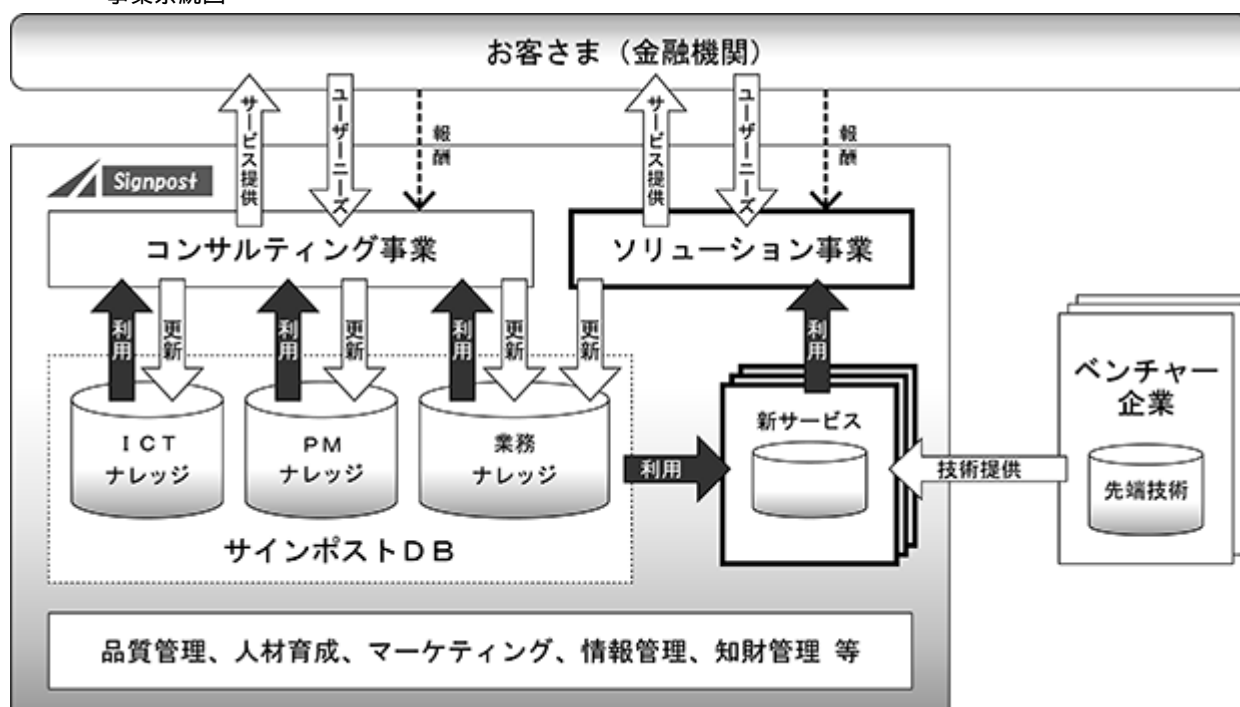 事業系統図
お客さま（金融機関）
サービス提供
ユーザーニーズ
報酬
サービス提供
ユーザーニーズ
報酬
Signpost
コンサルティング事業
ソリューション事業
利用
更新
利用
更新
利用
更新
更新
利用
ICT
ナレッジ
PM
ナレッジ
業務
ナレッジ
サインポストDB
利用
新サービス
技術提供
ベンチャー
企業
先端技術
品質管理、人材育成、マーケティング、情報管理、知財管理 等